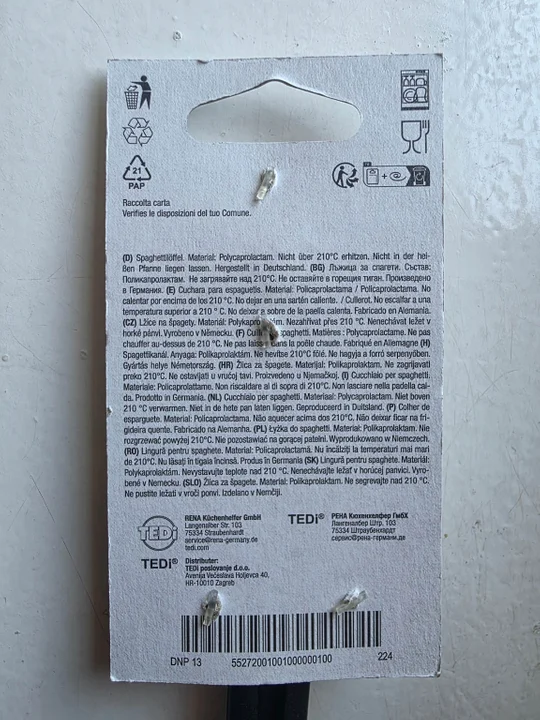 21
PAP
Raccolta carta
Verifies le disposizioni del tuo Comune.
(D) Spaghettilöffel. Material: Polycaprolactam. Nicht über 210°C erhitzen. Nicht in der hei-
ßen Pfanne liegen lassen. Hergestellt in Deutschland. (BG) Лъжица за спагети. Състав:
Поликапролактам. Не загрявайте над 210°C. Не оставяйте в горещия тиган. Произведено
в Германия. (E) Cuchara para espaguetis. Material: Policaprolactama / Policaprolactama. No
calentar por encima de los 210 °C. No dejar en una sartén caliente. / Cullerot. No escalfar a una
temperatura superior a 210 ° C. No deixar a sobre de la paella calenta. Fabricado en Alemania.
(CZ) Lžíce na špagety. Materiál: Polykaprolaktam. Nezahřívat přes 210 °C. Nenechávat ležet v
horké pánvi. Vyrobeno v Německu. (F) spaghetti. Matières : Polycaprolactame. Ne pas
chauffer au-dessus de 210 °C. Ne pas dans la poêle chaude. Fabriqué en Allemagne (H)
Spagettikanál. Anyaga: Polikaprolaktám. Ne hevítse 210°C fölé. Ne hagyja a forró serpenyőben.
Gyártás helye Németország. (HR) Žlica za spagete. Materijal: Polikaprolaktam. Ne zagrijavati
preko 210°C. Ne ostavljati u vrućoj tavi. Proizvedeno u Njemačkoj. (I) Cucchiaio per spaghetti.
Materiale: Policaprolattame. Non riscaldare al di sopra di 210°C. Non lasciare nella padella cal-
da. Prodotto in Germania. (NL) Cucchiaio per spaghetti. Materiaal: Polycaprolactam. Niet boven
210 °C verwarmen. Niet in de hete pan laten liggen. Geproduceerd in Duitsland. (P) Colher de
esparguete. Material: Policaprolactama. Não aquecer acima dos 210°C. Não deixar ficar na fri-
gideira quente. Fabricado na Alemanha. (PL) Łyżka do spaghetti. Materiał: Polikaprolaktam. Nie
rozgrzewać powyżej 210°C. Nie pozostawiać na gorącej patelni. Wyprodukowano w Niemczech.
(RO) Lingură pentru spaghete. Material: Policaprolactama. Nu încălziţi la temperaturi mai mari
de 210°C. Nu lăsaţi în tigaia încinsă. Produs în Germania (SK) Lingură pentru spaghete. Materiál:
Polykaprolaktám. Nevystavujte teplote nad 210 °C. Nenechávajte ležať v horúcej panvici. Vyro-
bené v Nemecku. (SLO) Žlica za špagete. Material: Polikaprolaktam. Ne segrevajte nad 210 °C.
Ne pustite ležati v vroči ponvi. Izdelano v Nemčiji.
TEDi
RENA Küchenhelfer GmbH
Langenalber Str. 103
75334 Straubenhardt
service@rena-germany.de
tedi.com
TEDi®
РЕНА Кюхенхелфер ГмбХ
Лангеналбер Щтр. 103
75334 Щтраубенхардт
сервис@рена-германи.де
TEDi®
Distributer:
TEDi poslovanje d.o.o.
Avenija Većeslava Holjevca 40,
HR-10010 Zagreb
DNP 13
55272001001000000100
224